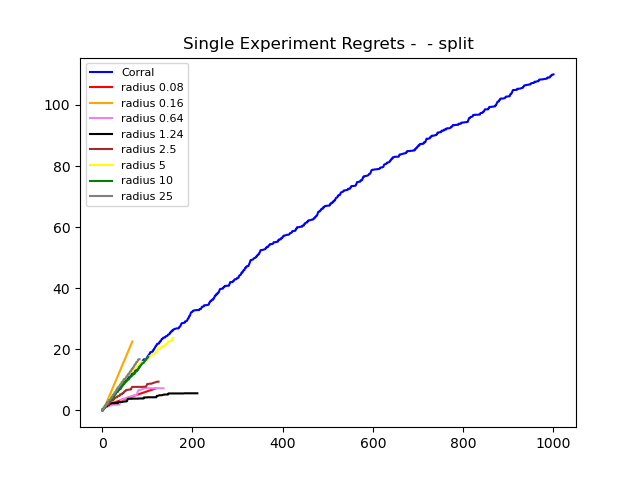 Single Experiment Regrets -  - split
Corral
radius 0.08
radius 0.16
radius 0.64
radius 1.24
radius 2.5
radius 5
radius 10
radius 25
100
80
60
40
20
0
0 200 400 600 800 1000